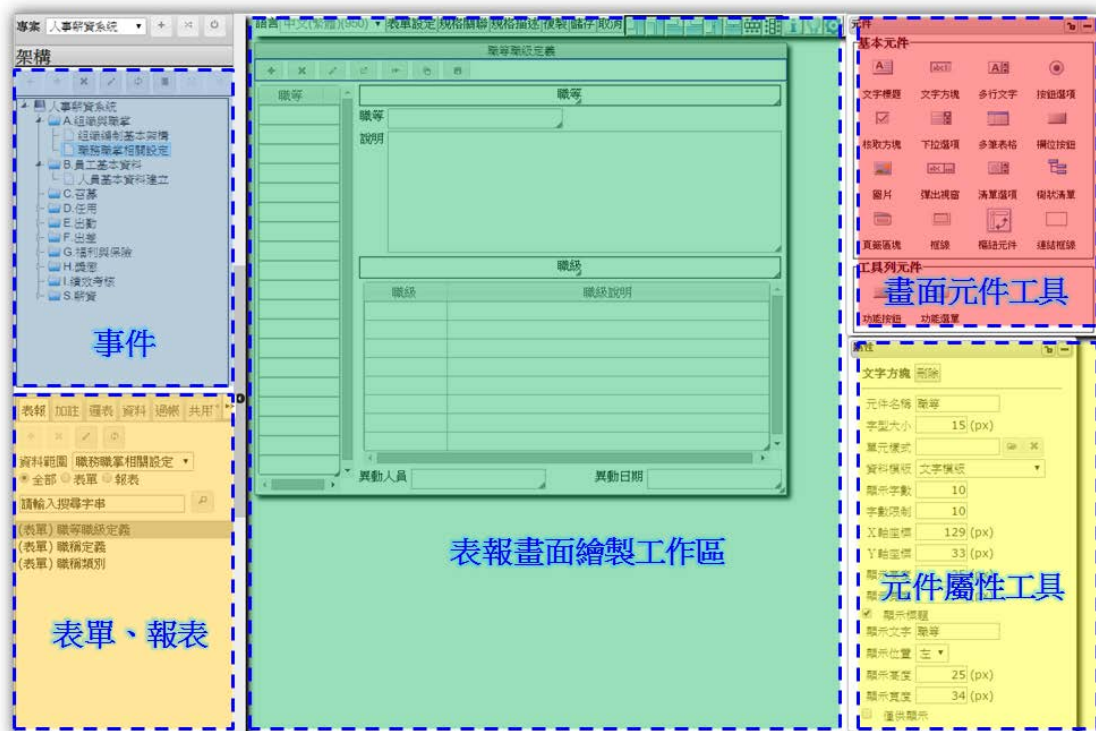 專案 人事薪資系統
架構
人事薪資系統
A.組織與職掌
組織編制基本架構
職務職掌相關設定
B.員工基本資料
人員基本資料建立
C.召募
D.任用
E.出勤
F.出差
G.福利與保險
H.獎懲
I.績效考核
S.薪資
事件
表報 加註 邏表 資料 過帳 共用
資料範圍 職務職掌相關設定
全部 表單 報表
請輸入搜尋字串
(表單) 職等職級定義
(表單) 職稱定義
(表單) 職稱類別
表單、報表
語言 中文(繁體)(950) 表單設定 規格關聯 規格描述 複製 儲存 取消
職等職級定義
職等
職等
職等
說明
職級
職級 職級說明
異動人員 異動日期
表報畫面繪製工作區
元件
基本元件
文字標題 文字方塊 多行文字 按鈕選項
核取方塊 下拉選項 多筆表格 欄位按鈕
圖片 彈出視窗 清單選項 樹狀清單
頁籤區塊 框線 樞紐元件 連結框線
工具列元件
畫面元件工具
功能按鈕 功能選單
屬性
文字方塊 刪除
元件名稱 職等
字型大小 15 (px)
單元樣式
資料模版 文字模版
顯示字數 10
字數限制 10
X軸座標 129 (px)
Y軸座標 33 (px)
元件屬性工具
顯示標題
顯示文字 職等
顯示位置 左
顯示高度 25 (px)
顯示寬度 34 (px)
僅供顯示